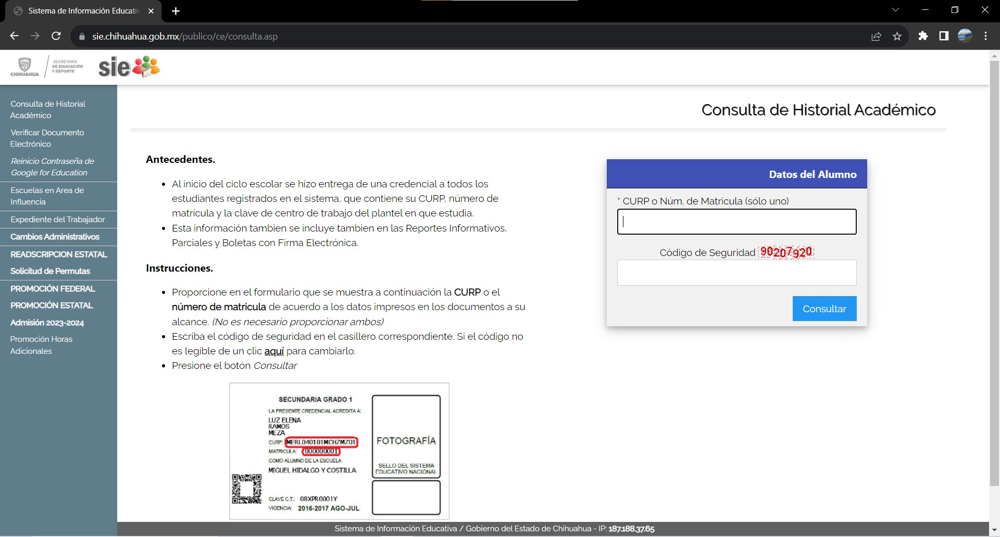 Sistema de Información Educativ
sie.chihuahua.gob.mx/publico/ce/consulta.asp
CHIHUAHUA
SECRETARÍA
DE EDUCACIÓN
Y DEPORTE
sie
Consulta de Historial
Académico
Verificar Documento
Electrónico
Reinicio Contraseña de
Google for Education
Escuelas en Area de
Influencia
Expediente del Trabajador
Cambios Administrativos
READSCRIPCION ESTATAL
Solicitud de Permutas
PROMOCIÓN FEDERAL
PROMOCIÓN ESTATAL
Admisión 2023-2024
Promoción Horas
Adicionales
Consulta de Historial Académico
Antecedentes.
• Al inicio del ciclo escolar se hizo entrega de una credencial a todos los
estudiantes registrados en el sistema, que contiene su CURP, número de
matrícula y la clave de centro de trabajo del plantel en que estudia.
• Esta información tambien se incluye tambien en las Reportes Informativos,
Parciales y Boletas con Firma Electrónica.
Instrucciones.
• Proporcione en el formulario que se muestra a continuación la CURP o el
número de matricula de acuerdo a los datos impresos en los documentos a su
alcance. (No es necesario proporcionar ambos)
• Escriba el código de seguridad en el casillero correspondiente. Si el código no
es legible de un clic aquí para cambiarlo.
• Presione el botón Consultar
SECUNDARIA GRADO 1
LA PRESENTE CREDENCIAL ACREDITA A:
LUZ ELENA
RAMOS
MEZA
CURP: MERL040101MCHZMZ01
MATRICULA: 000000001
COMO ALUMNO DE LA ESCUELA
MIGUEL HIDALGO Y COSTILLA
CLAVE C.T.: 08XPR0001Y
VIGENCIA: 2016-2017 AGO-JUL
FOTOGRAFÍA
SELLO DEL SISTEMA
EDUCATIVO NACIONAL
Datos del Alumno
* CURP o Núm. de Matricula (sólo uno)
Código de Seguridad 90207920
Consultar
Sistema de Información Educativa / Gobierno del Estado de Chihuahua - IP: 187.188.37.65